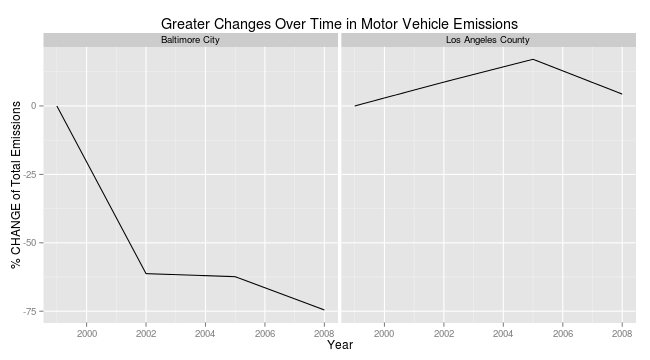 Greater Changes Over Time in Motor Vehicle Emissions
Baltimore City
Los Angeles County
% CHANGE of Total Emissions
0
-25
-50
-75
2000 2002 2004 2006 2008
2000 2002 2004 2006 2008
Year